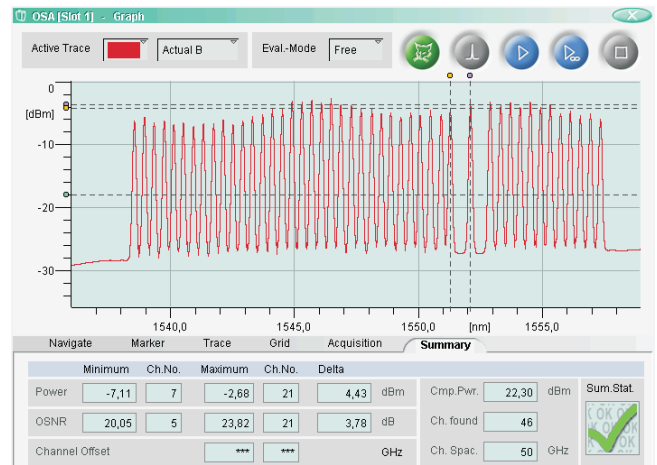 OSA [Slot 1] - Graph
Active Trace Actual B Eval.-Mode Free
0
[dBm]
-10
-20
-30
1540,0 1545,0 1550,0 [nm] 1555,0
Navigate Marker Trace Grid Acquisition Summary
Minimum Ch.No. Maximum Ch.No. Delta
Power -7,11 7 -2,68 21 4,43 dBm Cmp.Pwr. 22,30 dBm Sum.Stat.
OSNR 20,05 5 23,82 21 3,78 dB Ch. found 46
Channel Offset *** *** GHz Ch. Spac. 50 GHz